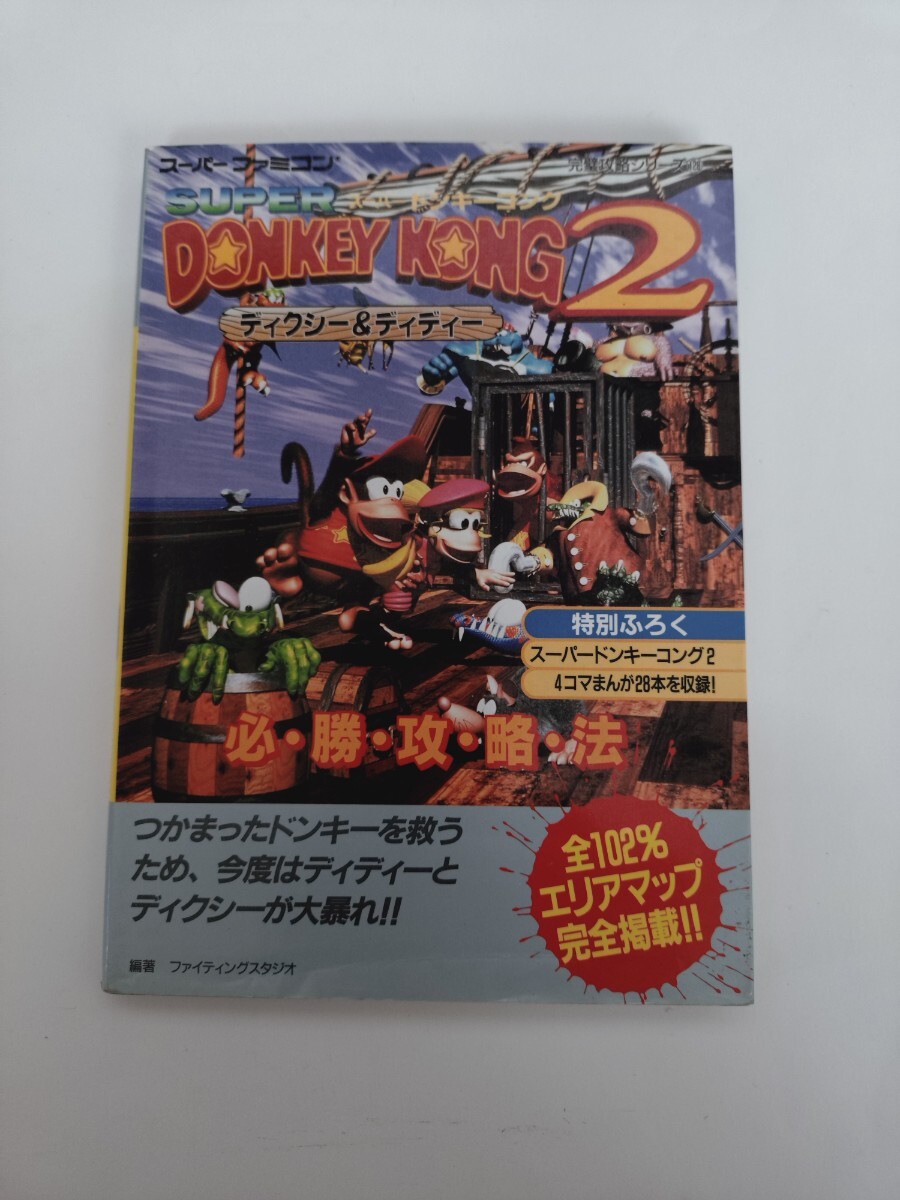 スーパーファミコン
完璧攻略シリーズ
SUPER スーパードンキーコング
DONKEY KONG 2
ディクシー&ディディー
特別ふろく
スーパードンキーコング2
4コマまんが28本を収録!
必・勝・攻・略・法
つかまったドンキーを救う
ため、今度はディディーと
ディクシーが大暴れ!!
全102%
エリアマップ
完全掲載!!
編著 ファイティングスタジオ